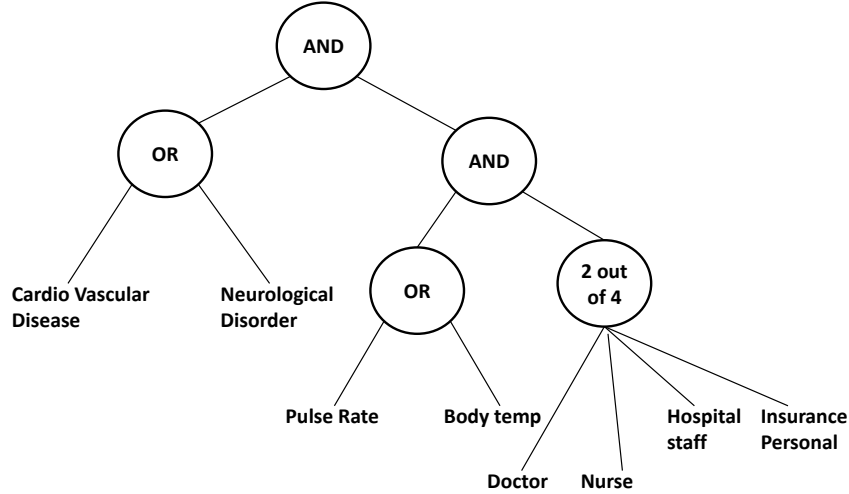 AND
OR
AND
Cardio Vascular
Disease
Neurological
Disorder
OR
2 out
of 4
Pulse Rate
Body temp
Hospital
staff
Insurance
Personal
Doctor
Nurse